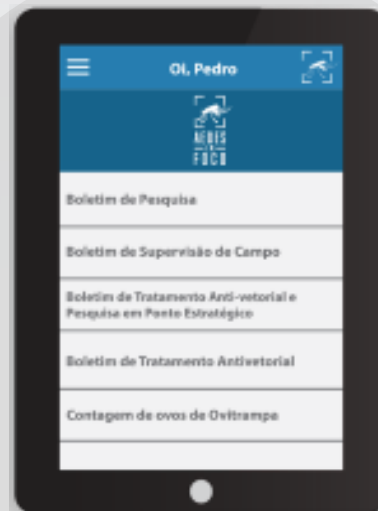 Oi, Pedro
AEDES
EM
FOCO
Boletim de Pesquisa
Boletim de Supervisão de Campo
Boletim de Tratamento Anti-vetorial e
Pesquisa em Ponto Estratégico
Boletim de Tratamento Antivetorial
Contagem de ovos de Ovitrampa